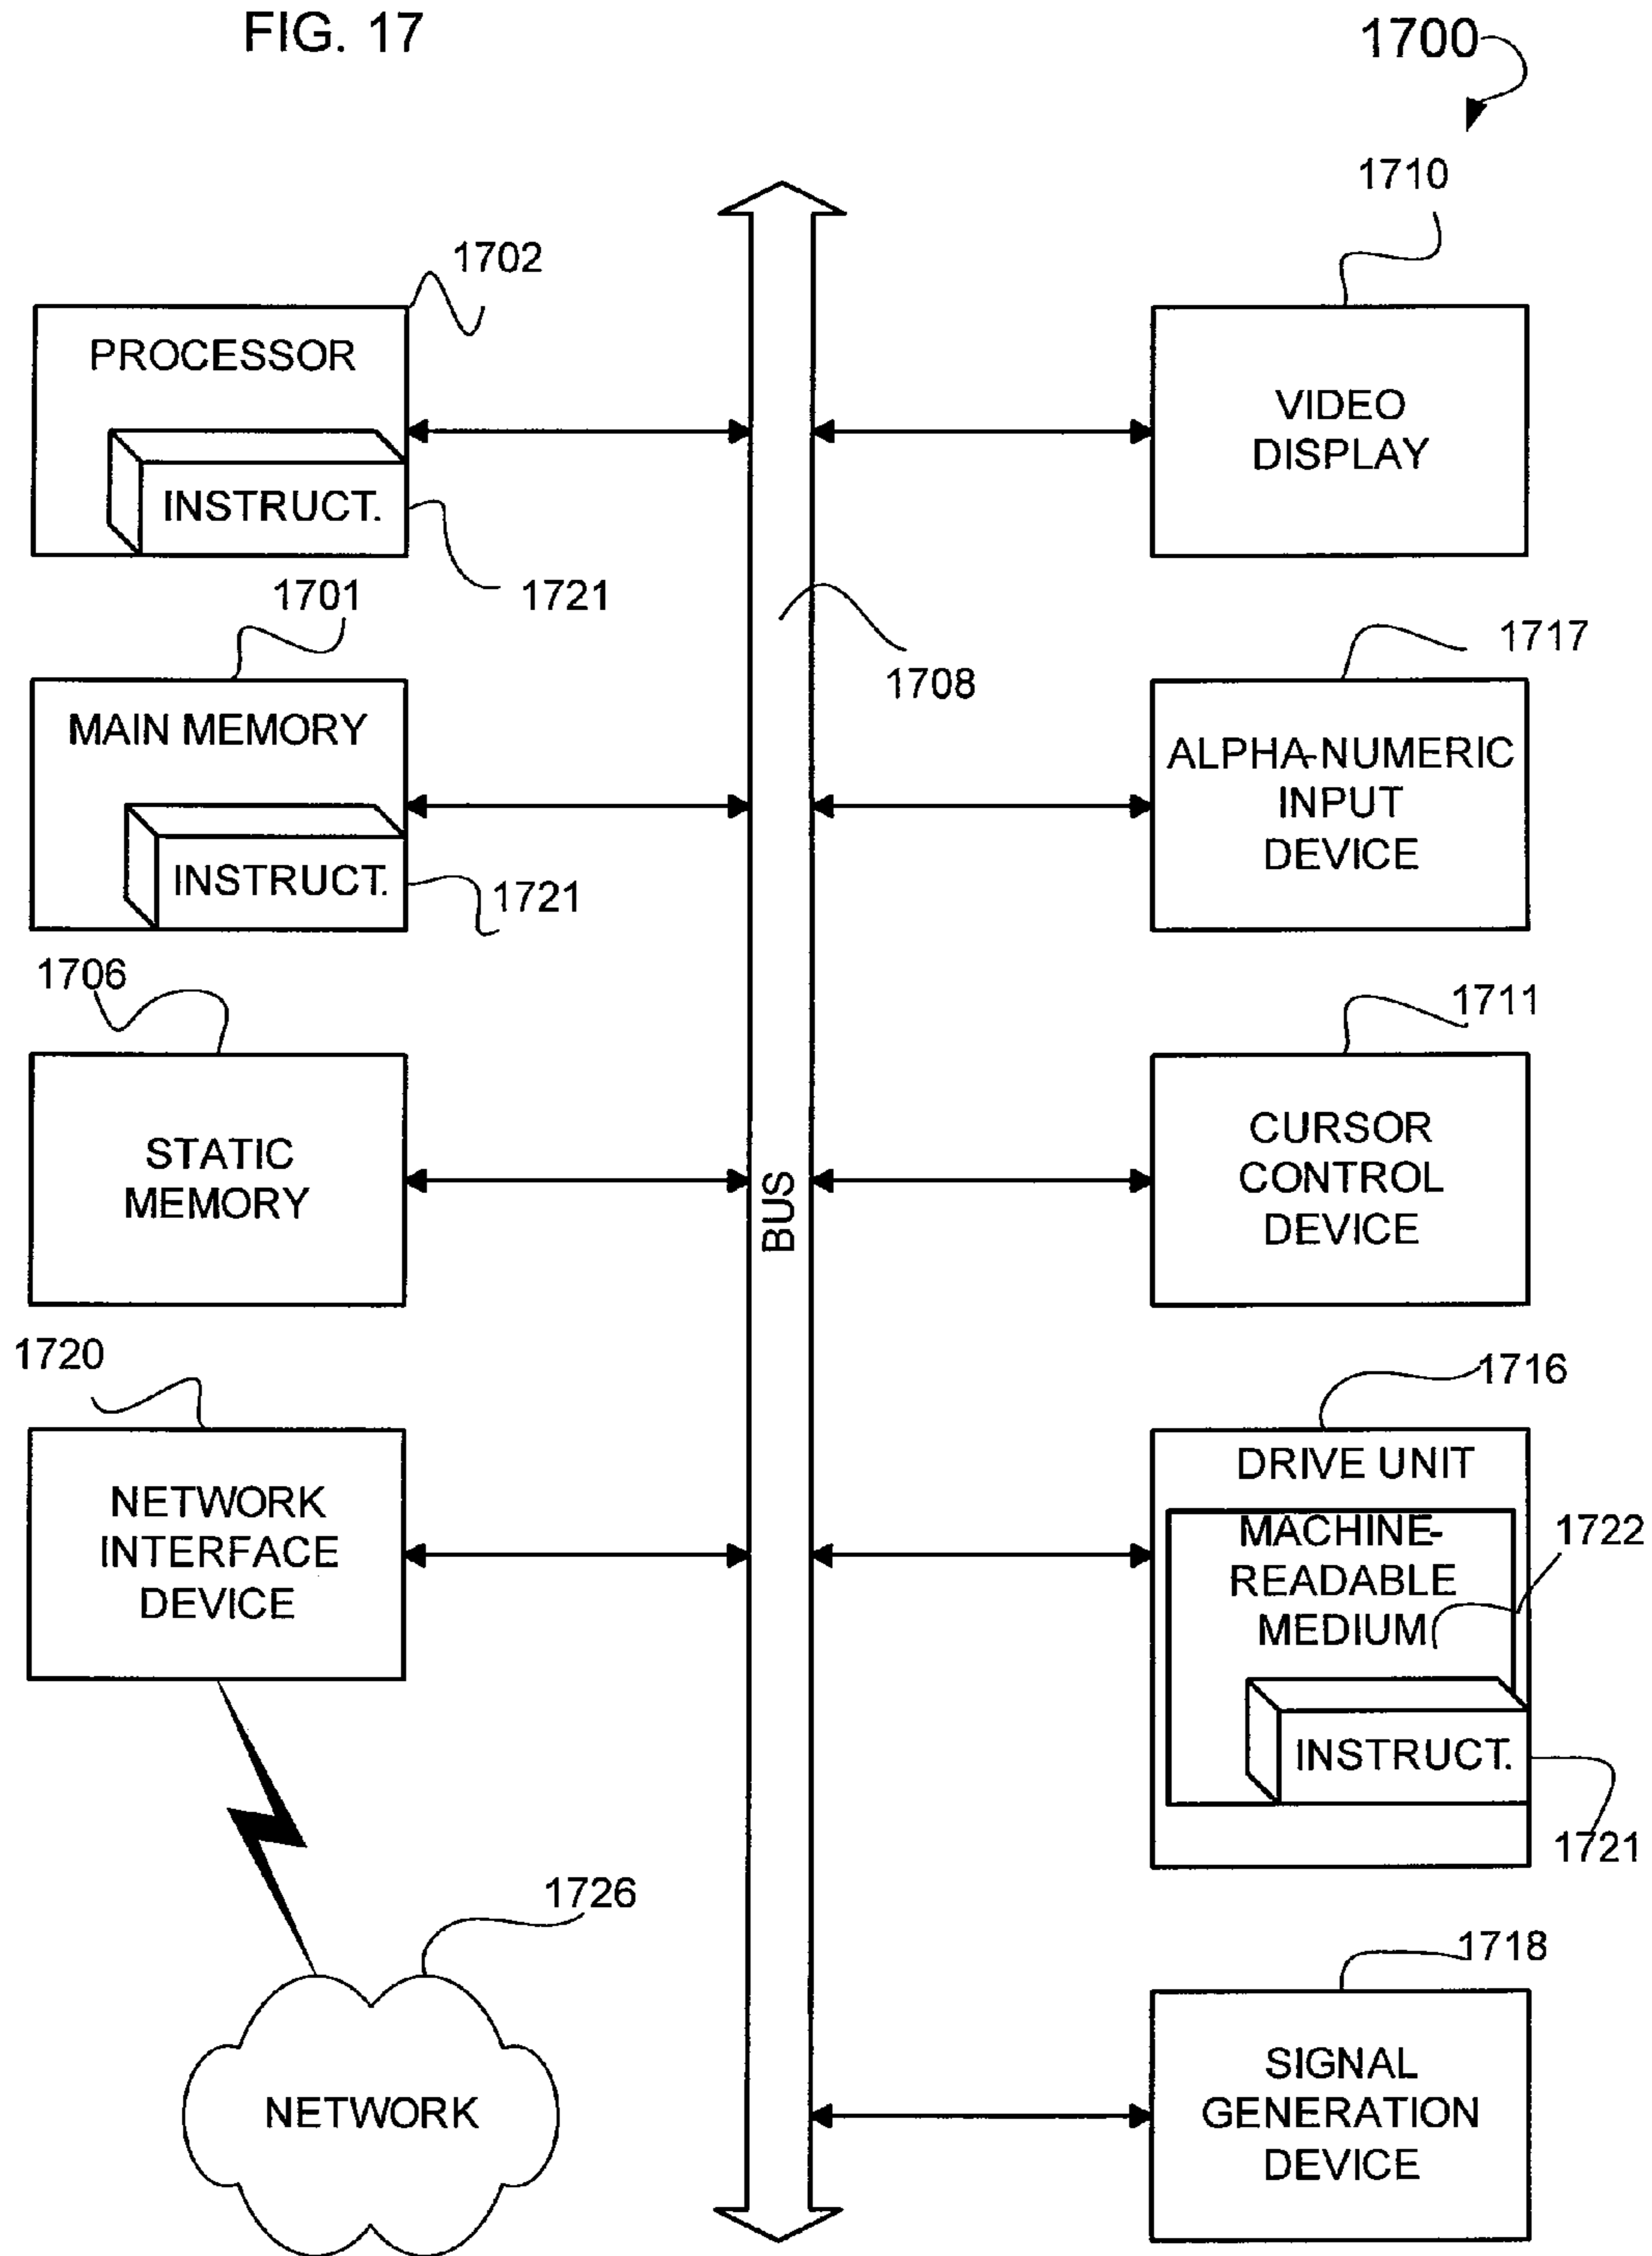 FIG. 17
1700
1710
1702
PROCESSOR
INSTRUCT.
1721
VIDEO
DISPLAY
1701
MAIN MEMORY
INSTRUCT.
1721
1708
1717
ALPHA-NUMERIC
INPUT
DEVICE
1706
STATIC
MEMORY
BUS
1711
CURSOR
CONTROL
DEVICE
1720
NETWORK
INTERFACE
DEVICE
1716
DRIVE UNIT
MACHINE-
READABLE
MEDIUM
1722
INSTRUCT.
1721
1726
NETWORK
1718
SIGNAL
GENERATION
DEVICE